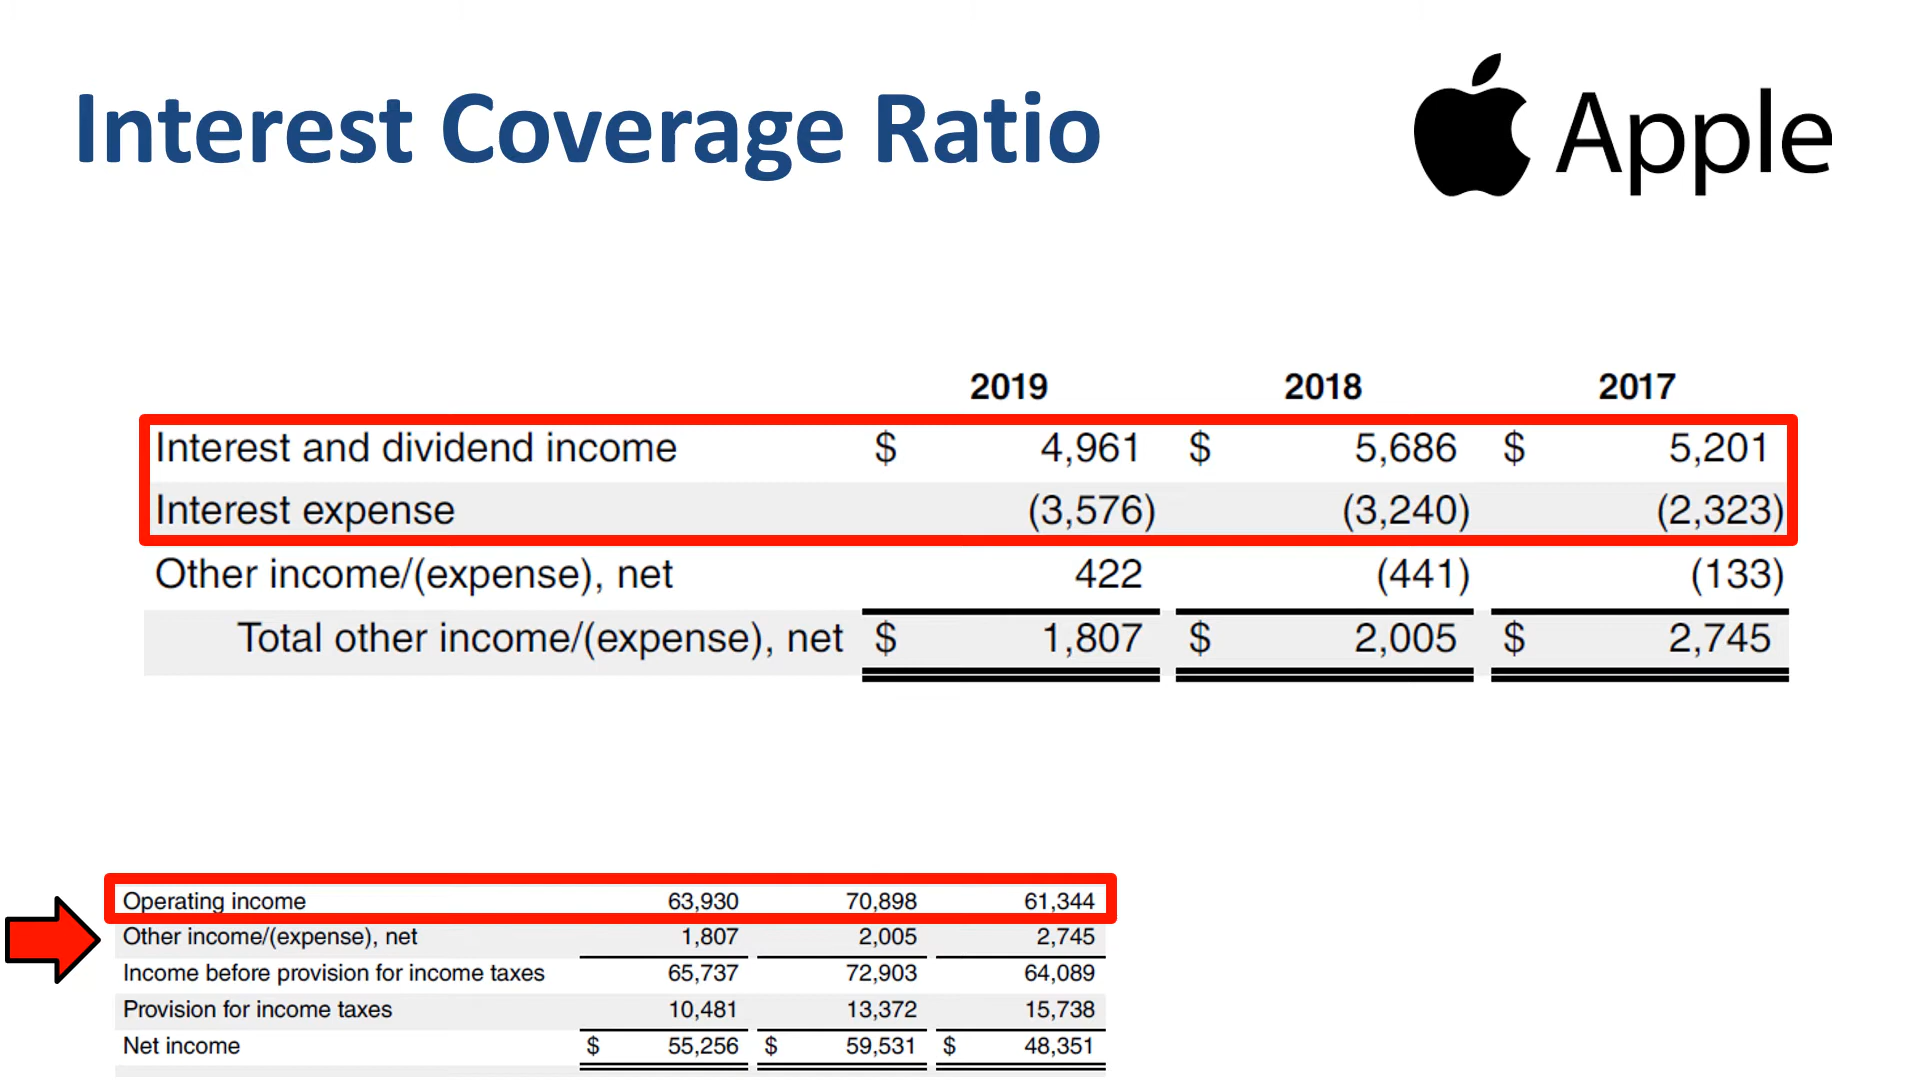 Interest Coverage Ratio
Apple
2019 2018 2017
Interest and dividend income $ 4,961 $ 5,686 $ 5,201
Interest expense (3,576) (3,240) (2,323)
Other income/(expense), net 422 (441) (133)
Total other income/(expense), net $ 1,807 $ 2,005 $ 2,745
Operating income 63,930 70,898 61,344
Other income/(expense), net 1,807 2,005 2,745
Income before provision for income taxes 65,737 72,903 64,089
Provision for income taxes 10,481 13,372 15,738
Net income $ 55,256 $ 59,531 $ 48,351